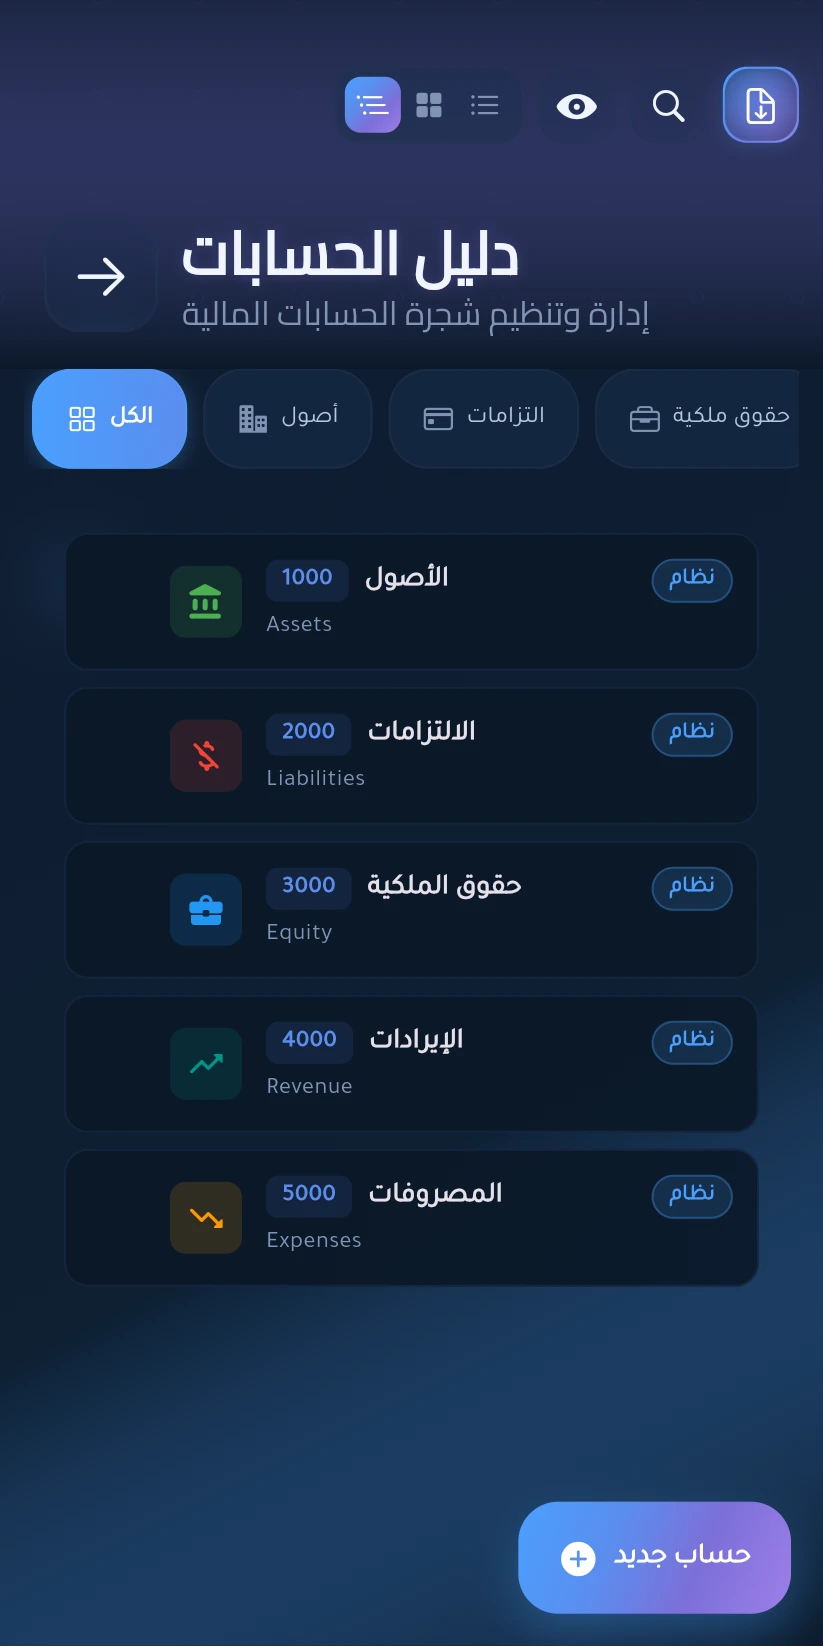 دليل الحسابات
إدارة وتنظيم شجرة الحسابات المالية
الكل
أصول
التزامات
حقوق ملكية
الأصول 1000 نظام
Assets
الالتزامات 2000 نظام
Liabilities
حقوق الملكية 3000 نظام
Equity
الإيرادات 4000 نظام
Revenue
المصروفات 5000 نظام
Expenses
حساب جديد